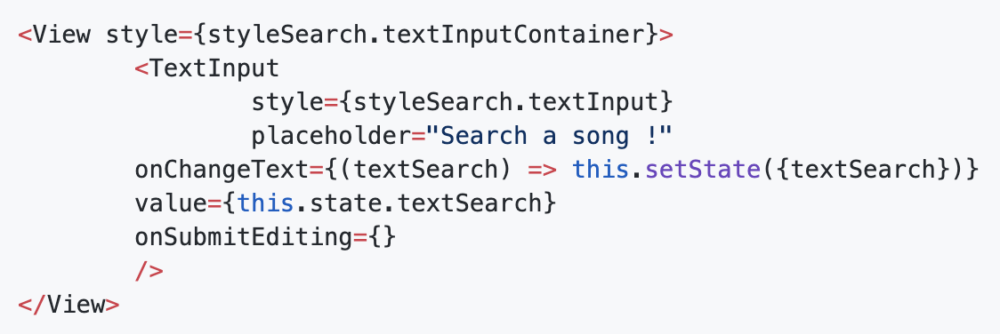 <View style={styleSearch.textInputContainer}>
        <TextInput
                style={styleSearch.textInput}
                placeholder="Search a song !"
        onChangeText={(textSearch) => this.setState({textSearch})}
        value={this.state.textSearch}
        onSubmitEditing={}
        />
</View>